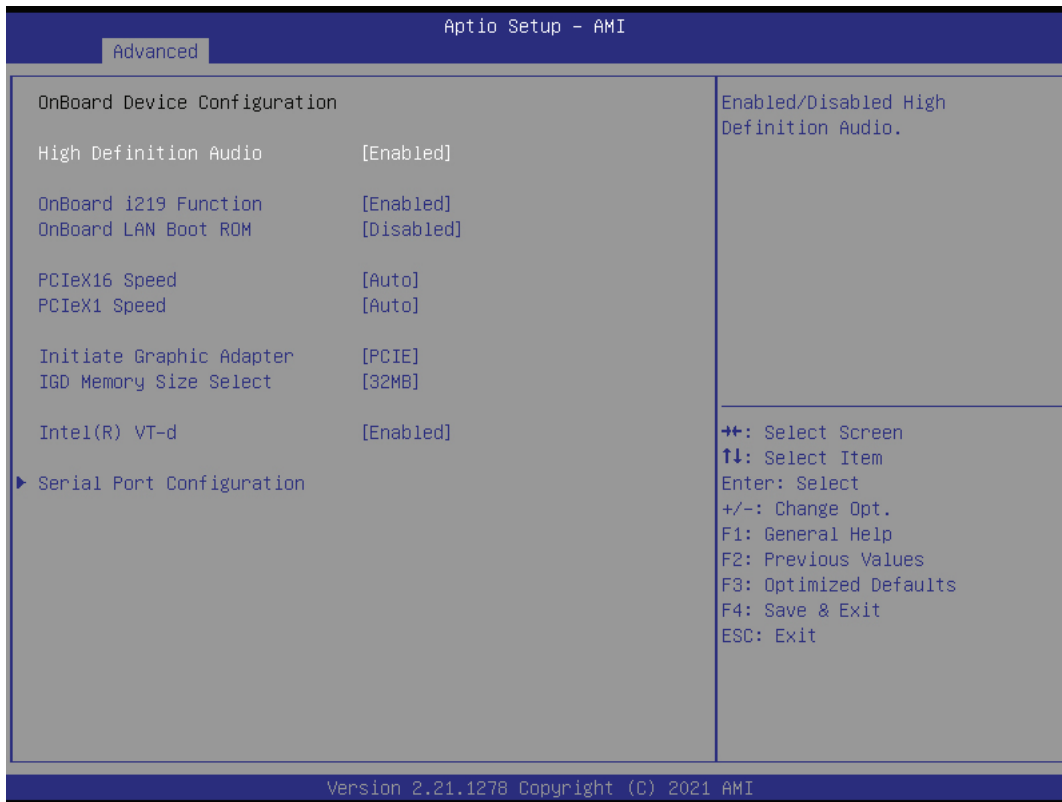 Aptio Setup – AMI
Advanced
OnBoard Device Configuration
High Definition Audio [Enabled]
OnBoard i219 Function [Enabled]
OnBoard LAN Boot ROM [Disabled]
PCIeX16 Speed [Auto]
PCIeX1 Speed [Auto]
Initiate Graphic Adapter [PCIE]
IGD Memory Size Select [32MB]
Intel(R) VT-d [Enabled]
▶ Serial Port Configuration
Enabled/Disabled High
Definition Audio.
→←: Select Screen
↑↓: Select Item
Enter: Select
+/-: Change Opt.
F1: General Help
F2: Previous Values
F3: Optimized Defaults
F4: Save & Exit
ESC: Exit
Version 2.21.1278 Copyright (C) 2021 AMI